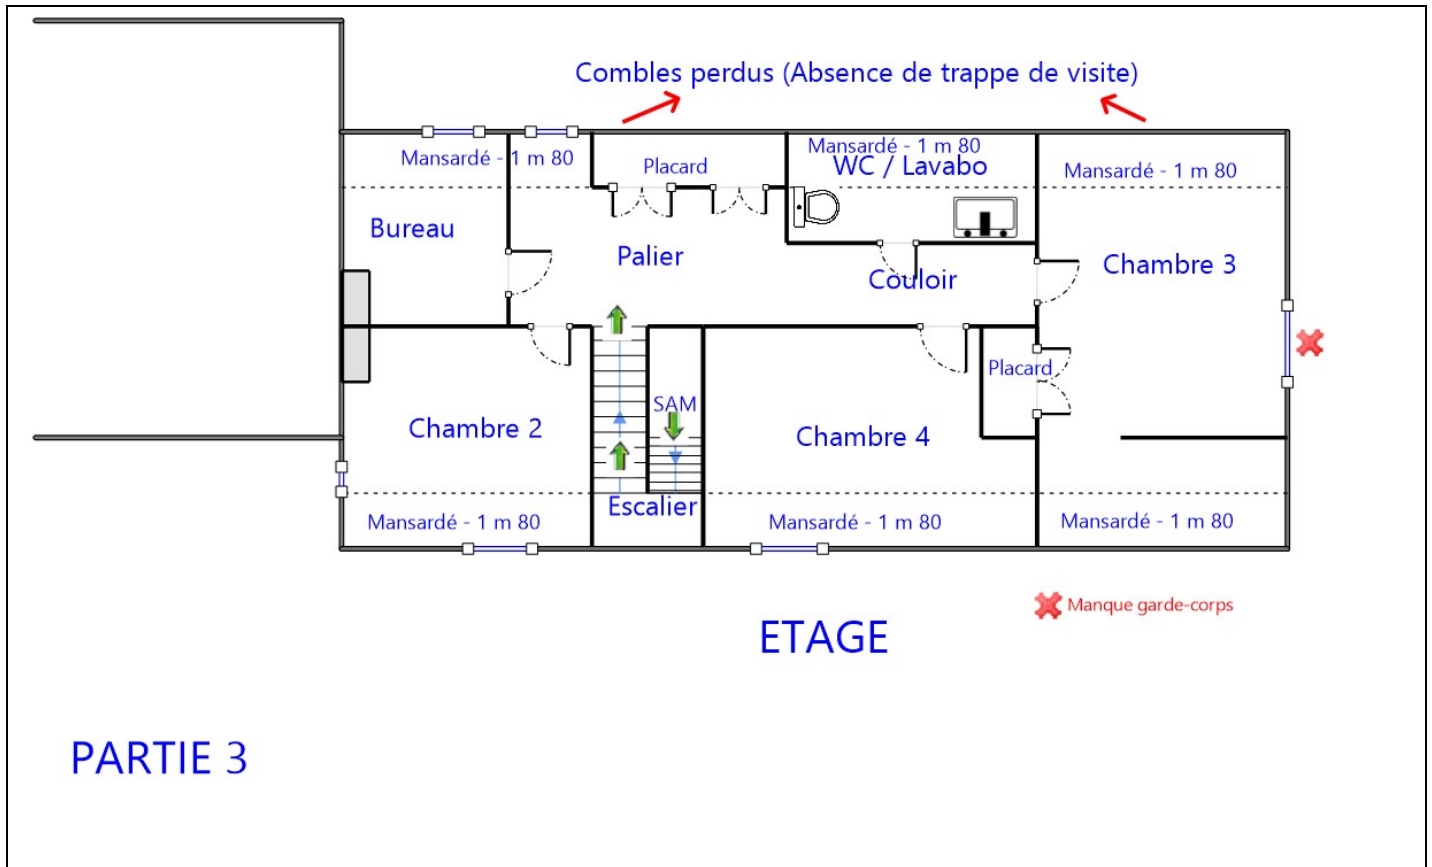 Combles perdus (Absence de trappe de visite)
Mansardé - 1 m 80
Placard
Mansardé - 1 m 80
WC / Lavabo
Mansardé - 1 m 80
Bureau
Palier
Couloir
Chambre 3
Placard
SAM
Chambre 2
Chambre 4
Escalier
Mansardé - 1 m 80
Mansardé - 1 m 80
Mansardé - 1 m 80
Manque garde-corps
ETAGE
PARTIE 3